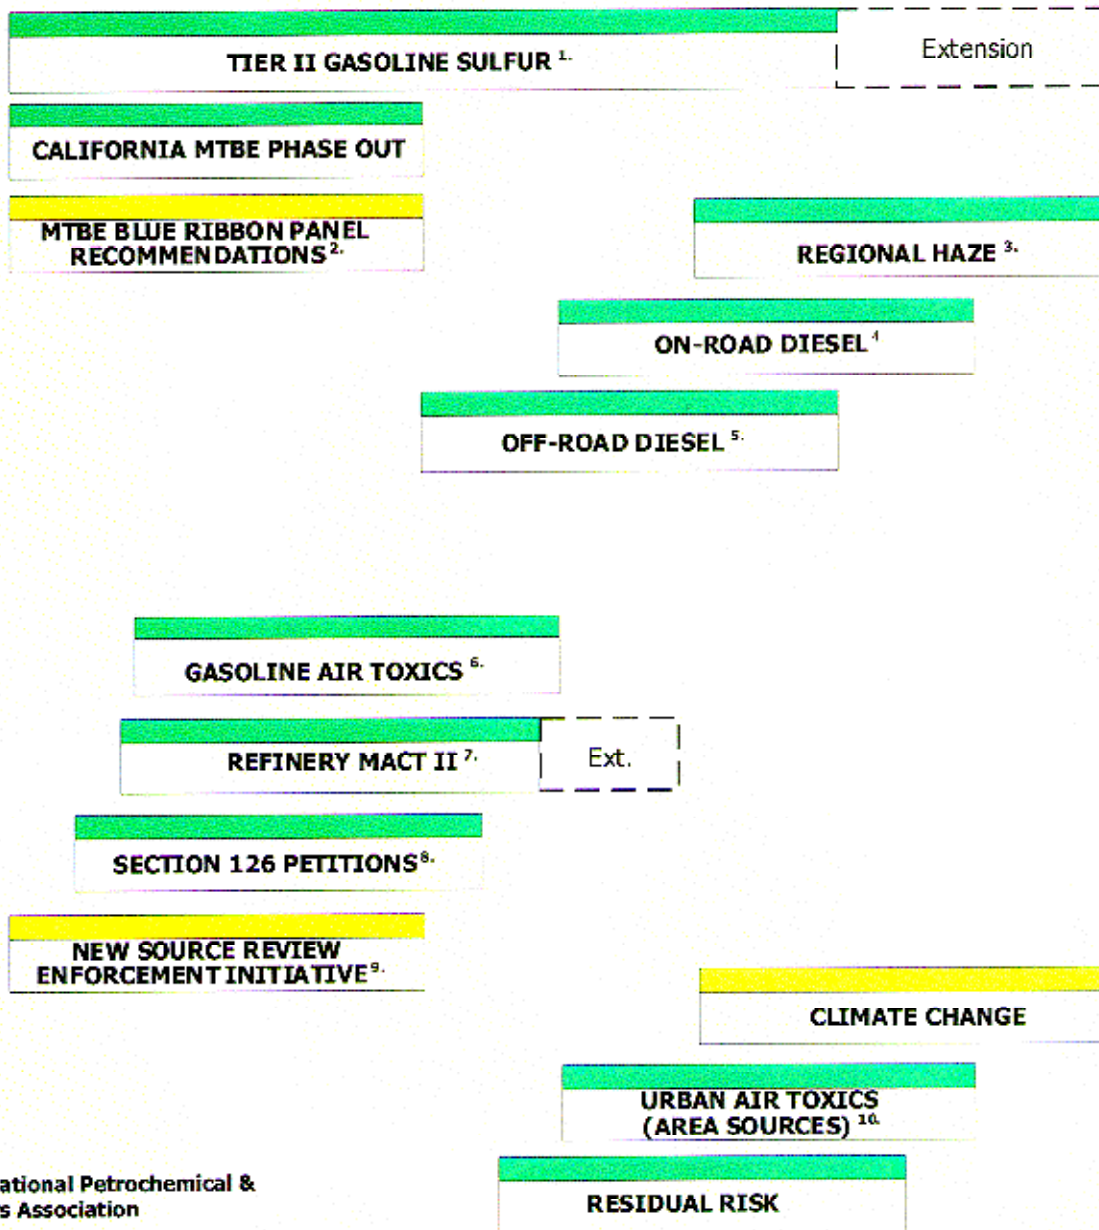 TIER II GASOLINE SULFUR 1.
Extension
CALIFORNIA MTBE PHASE OUT
MTBE BLUE RIBBON PANEL
RECOMMENDATIONS 2.
REGIONAL HAZE 3.
ON-ROAD DIESEL 4
OFF-ROAD DIESEL 5.
GASOLINE AIR TOXICS 6.
REFINERY MACT II 7.
Ext.
SECTION 126 PETITIONS 8.
NEW SOURCE REVIEW
ENFORCEMENT INITIATIVE 9.
CLIMATE CHANGE
URBAN AIR TOXICS
(AREA SOURCES) 10.
ational Petrochemical &
s Association
RESIDUAL RISK